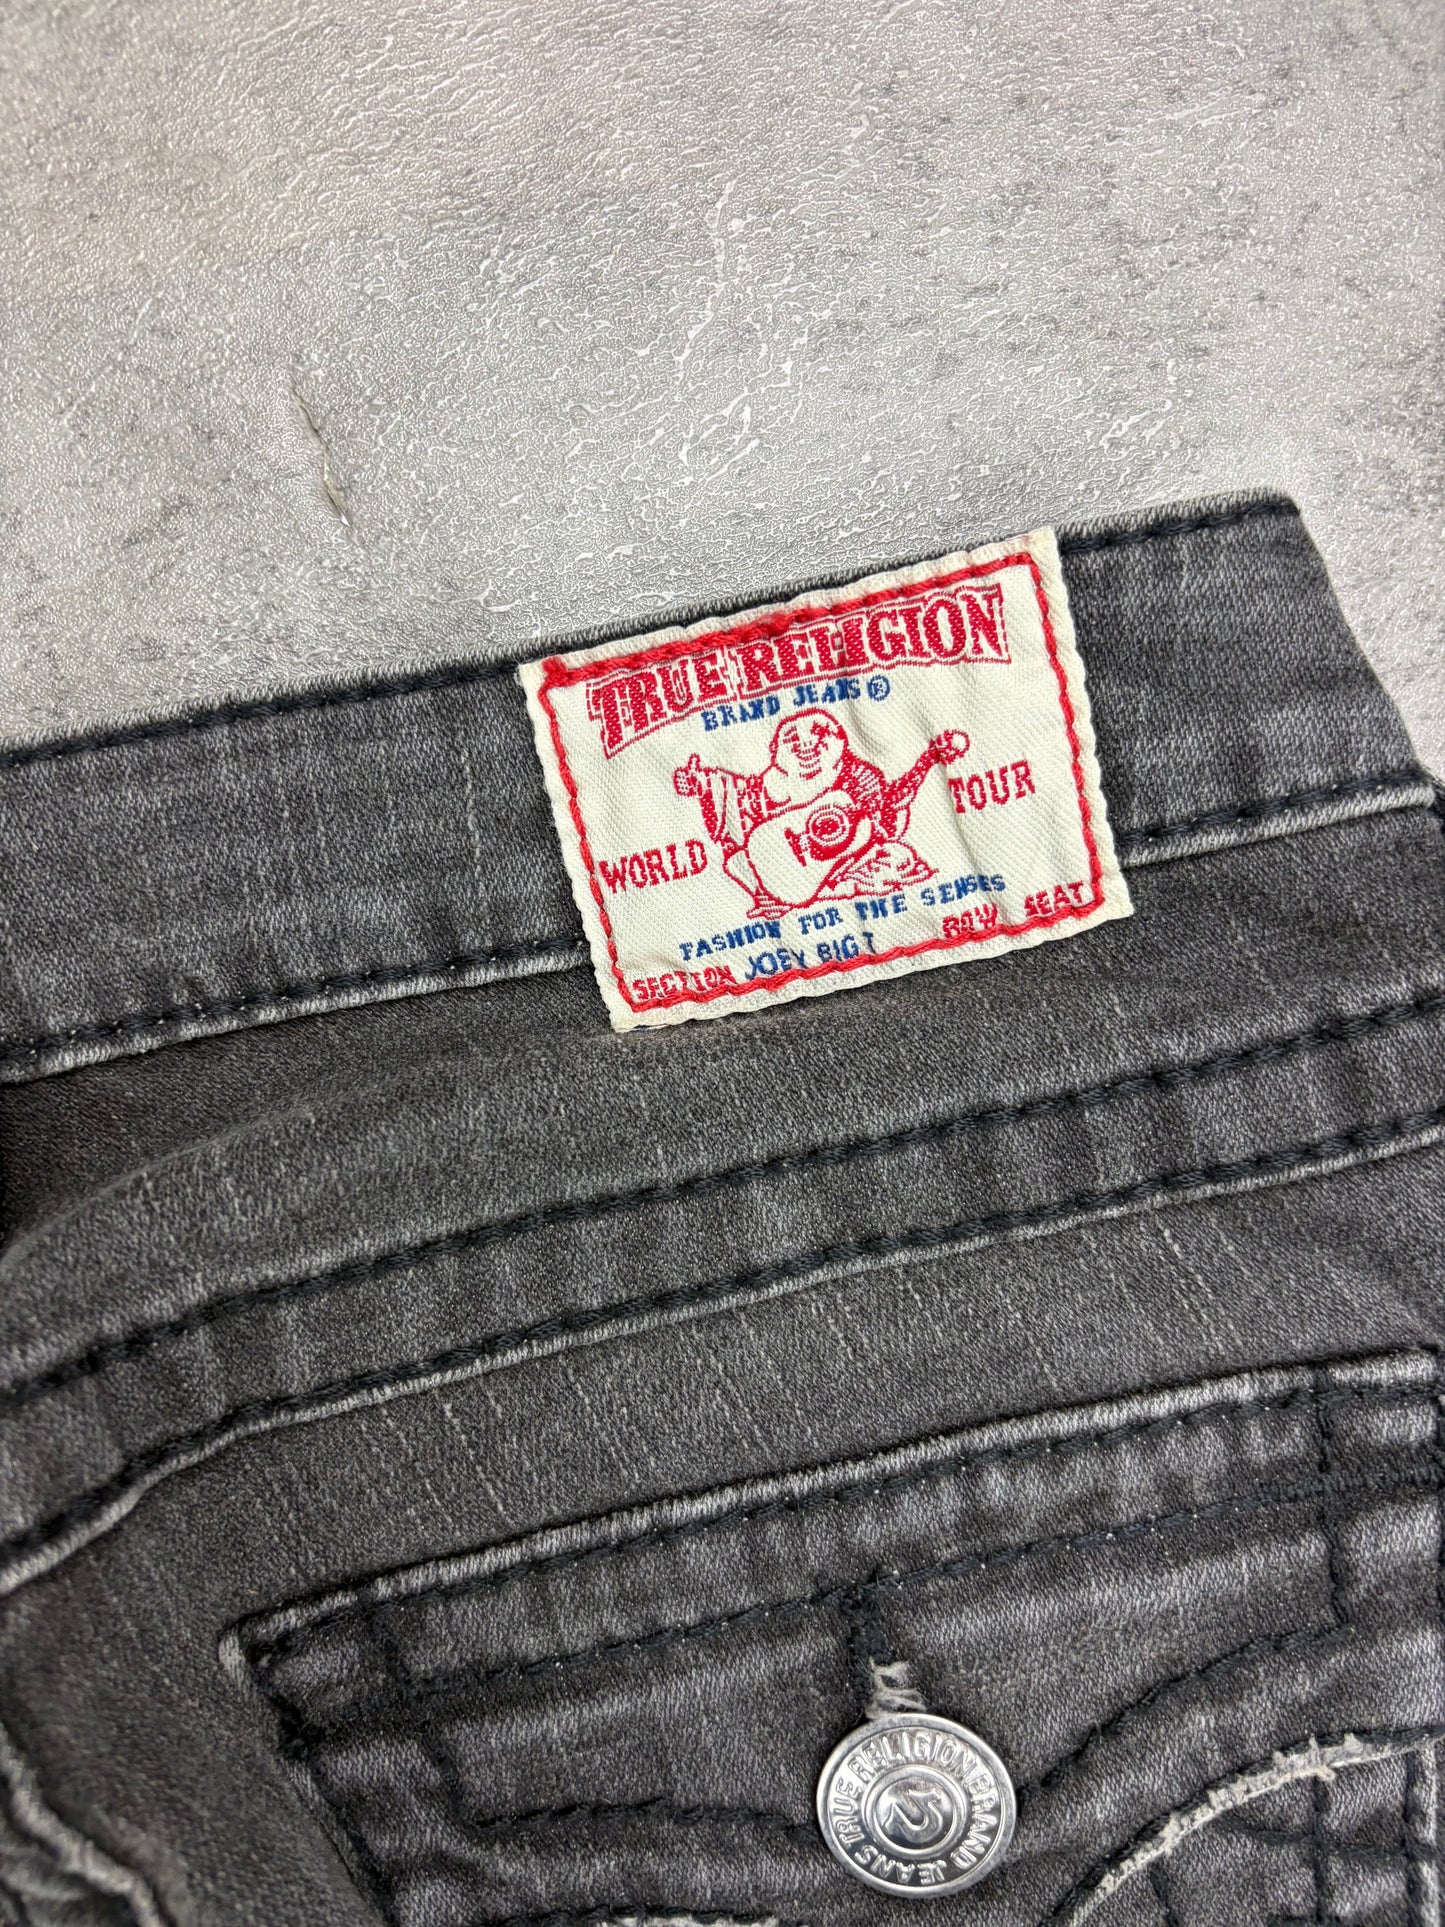 TRUE RELIGION
BRAND JEANS®
WORLD TOUR
FASHION FOR THE SENSES
SECTION JOEY BIG T ROW SEAT
TRUE RELIGION BRAND JEANS